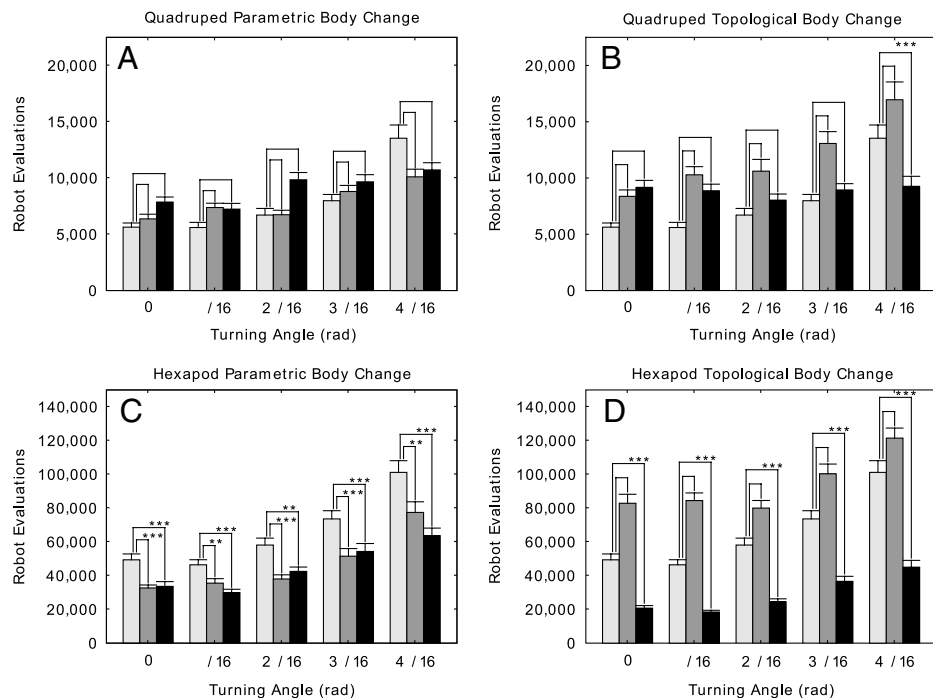 Quadruped Parametric Body Change
A
Robot Evaluations
20,000
15,000
10,000
5,000
0
0 / 16 2 / 16 3 / 16 4 / 16
Turning Angle (rad)
Quadruped Topological Body Change
B
***
Robot Evaluations
20,000
15,000
10,000
5,000
0
0 / 16 2 / 16 3 / 16 4 / 16
Turning Angle (rad)
Hexapod Parametric Body Change
C
Robot Evaluations
140,000
120,000
100,000
80,000
60,000
40,000
20,000
0
*** *** *** ** ** *** *** *** *** **
0 / 16 2 / 16 3 / 16 4 / 16
Turning Angle (rad)
Hexapod Topological Body Change
D
Robot Evaluations
140,000
120,000
100,000
80,000
60,000
40,000
20,000
0
*** *** *** *** ***
0 / 16 2 / 16 3 / 16 4 / 16
Turning Angle (rad)